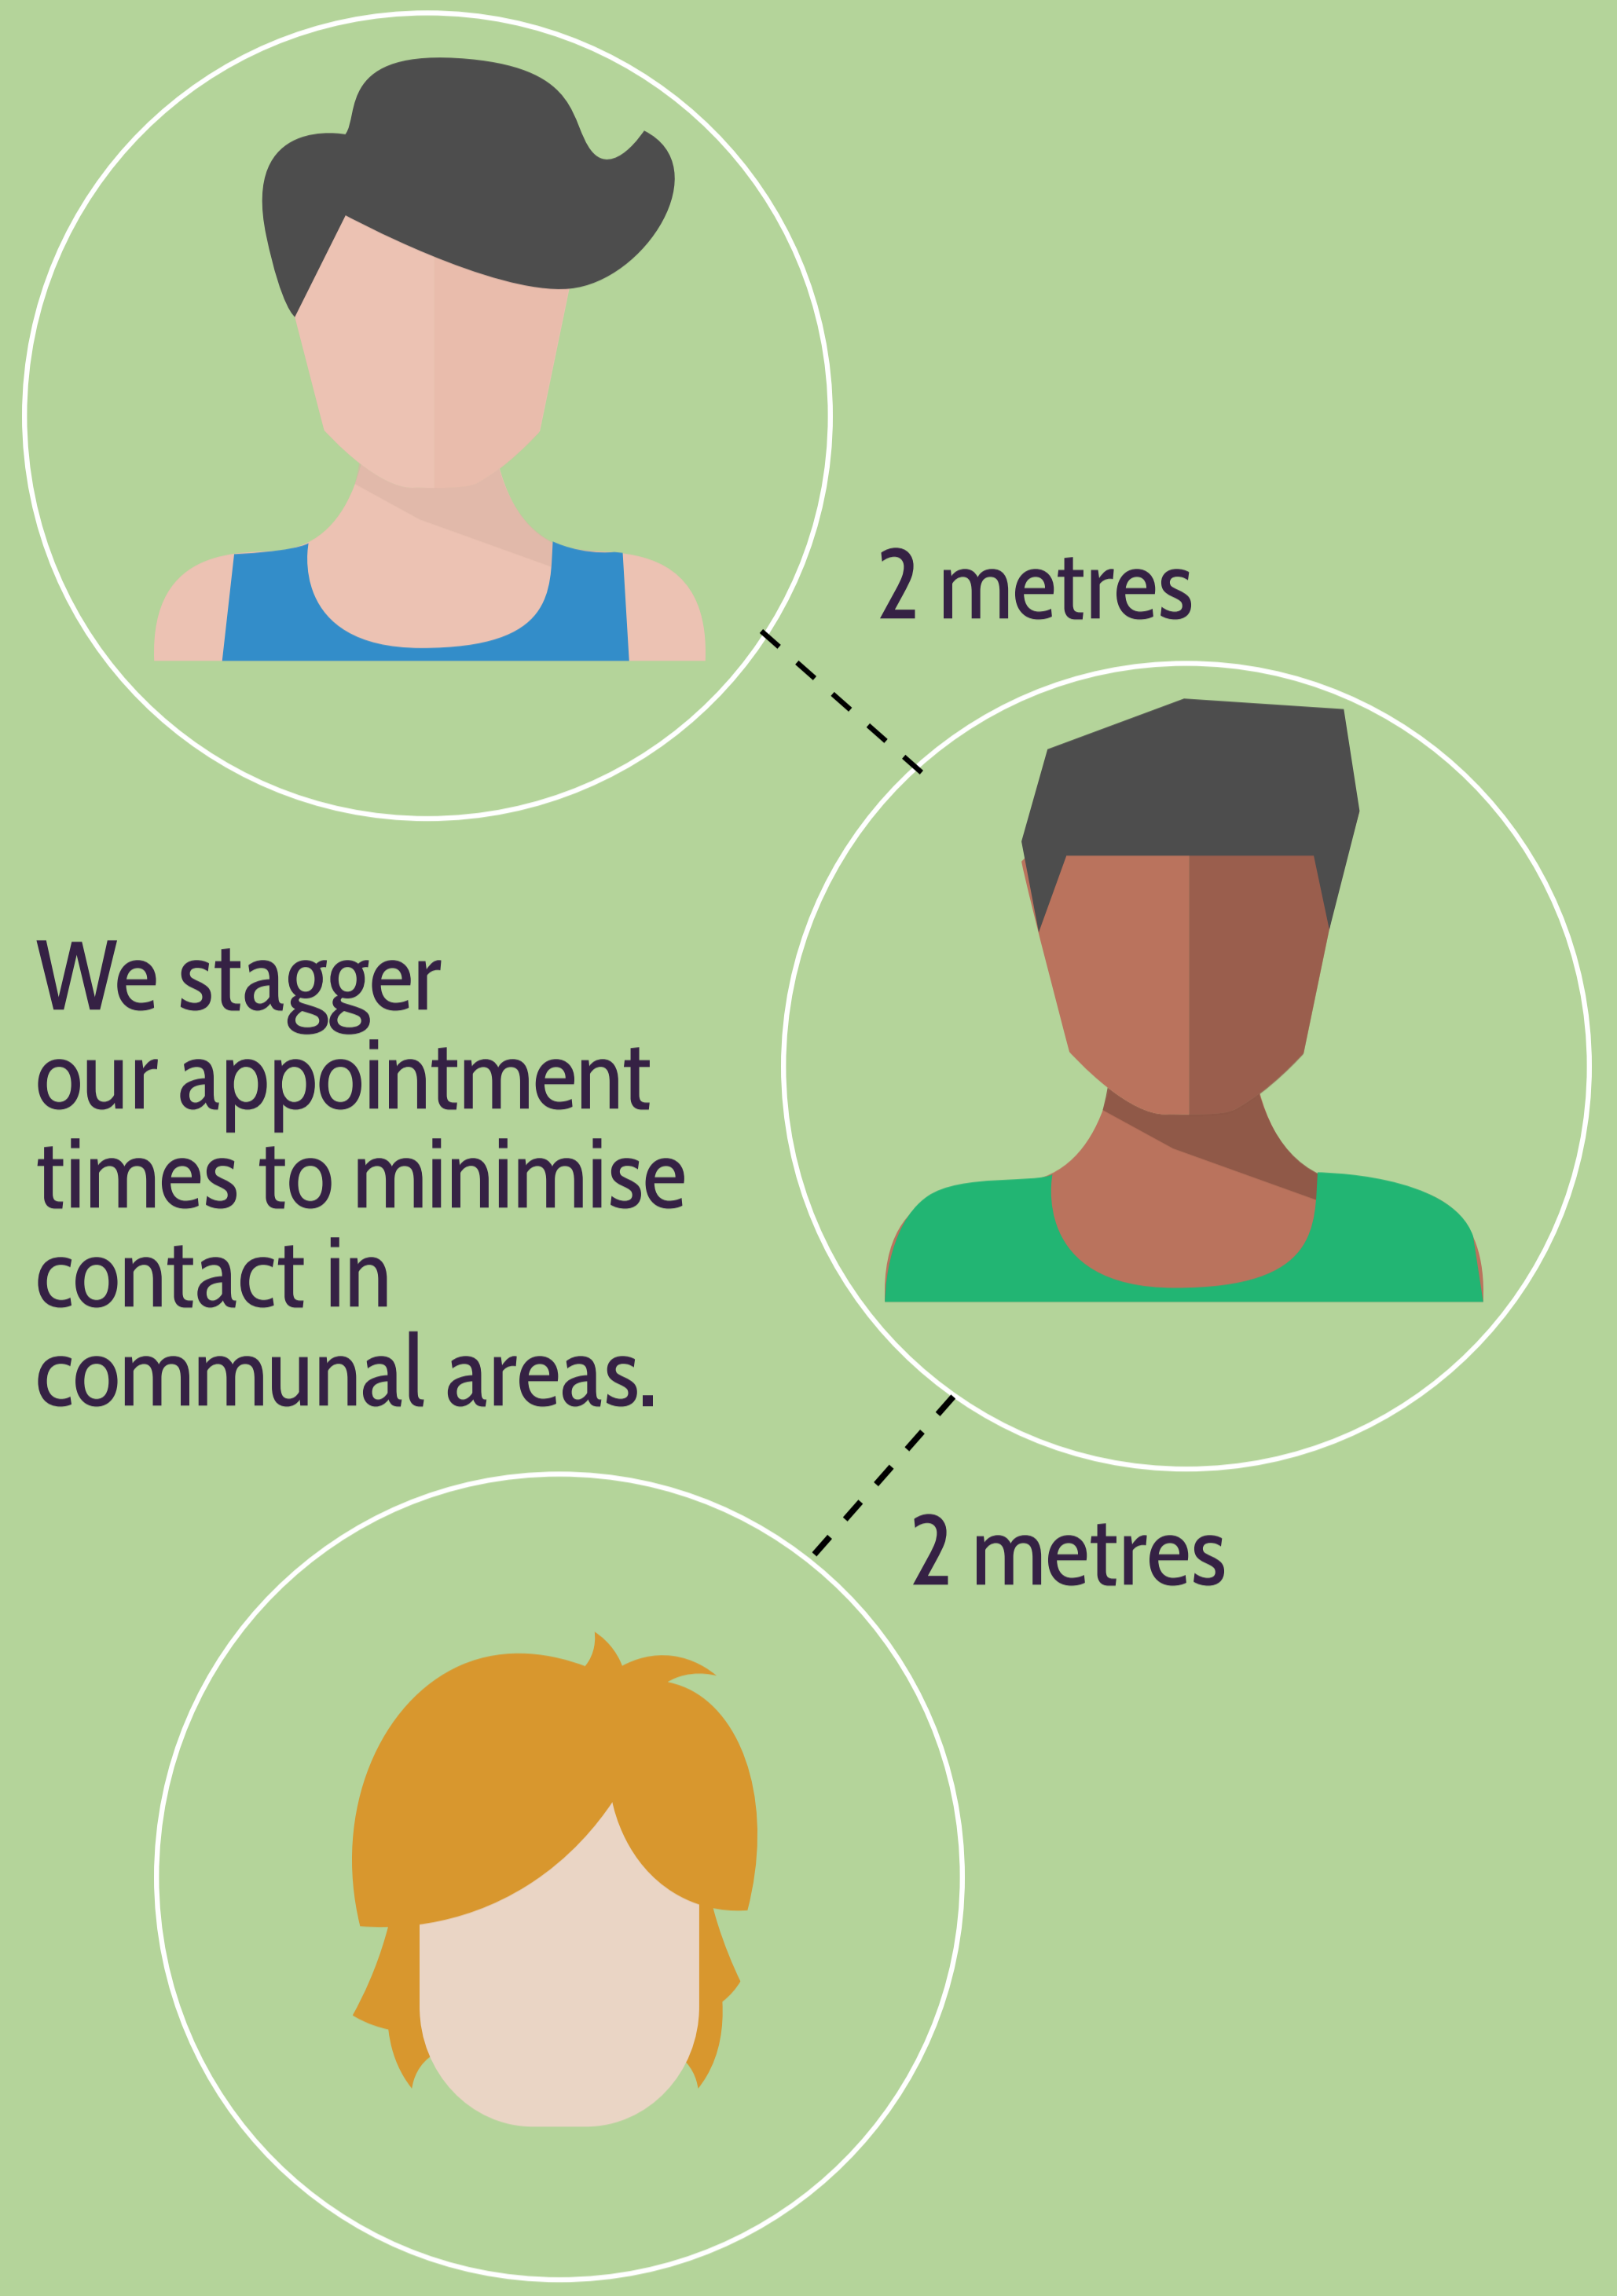 2 metres
We stagger
our appointment
times to minimise
contact in
communal areas.
2 metres